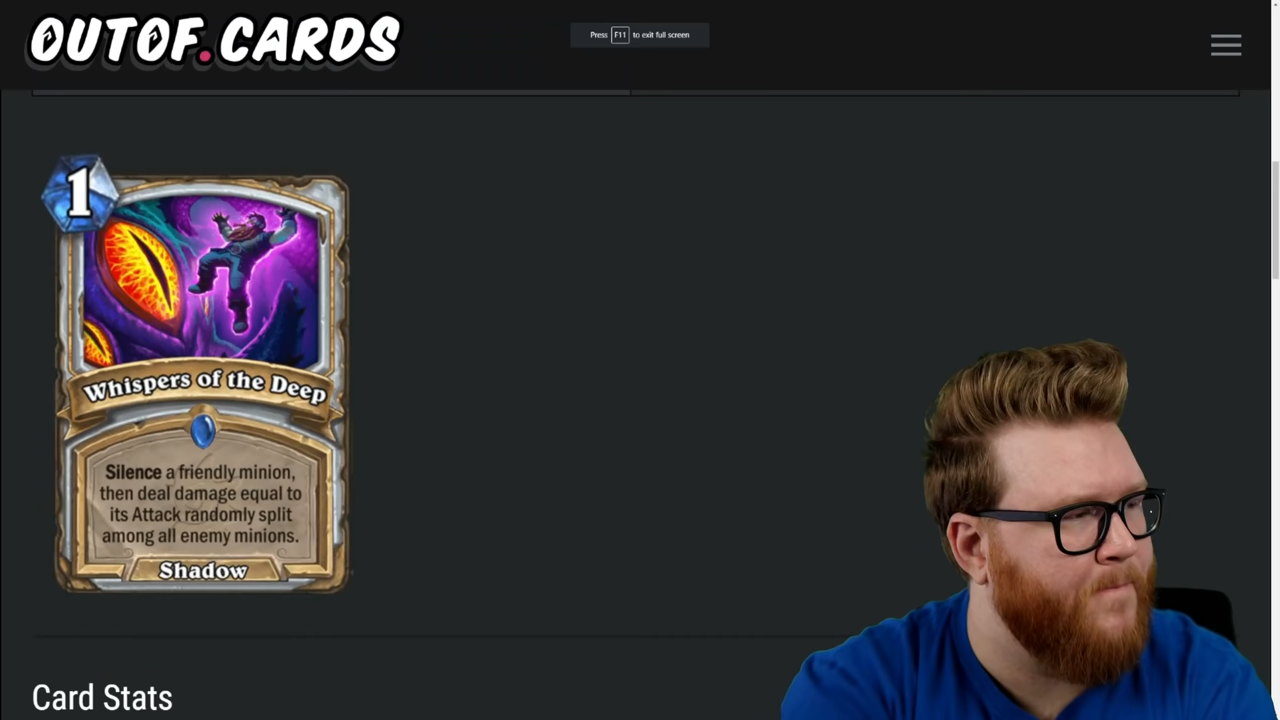 OUTOF.CARDS
Press F11 to exit full screen
1
Whispers of the Deep
Silence a friendly minion,
then deal damage equal to
its Attack randomly split
among all enemy minions.
Shadow
Card Stats